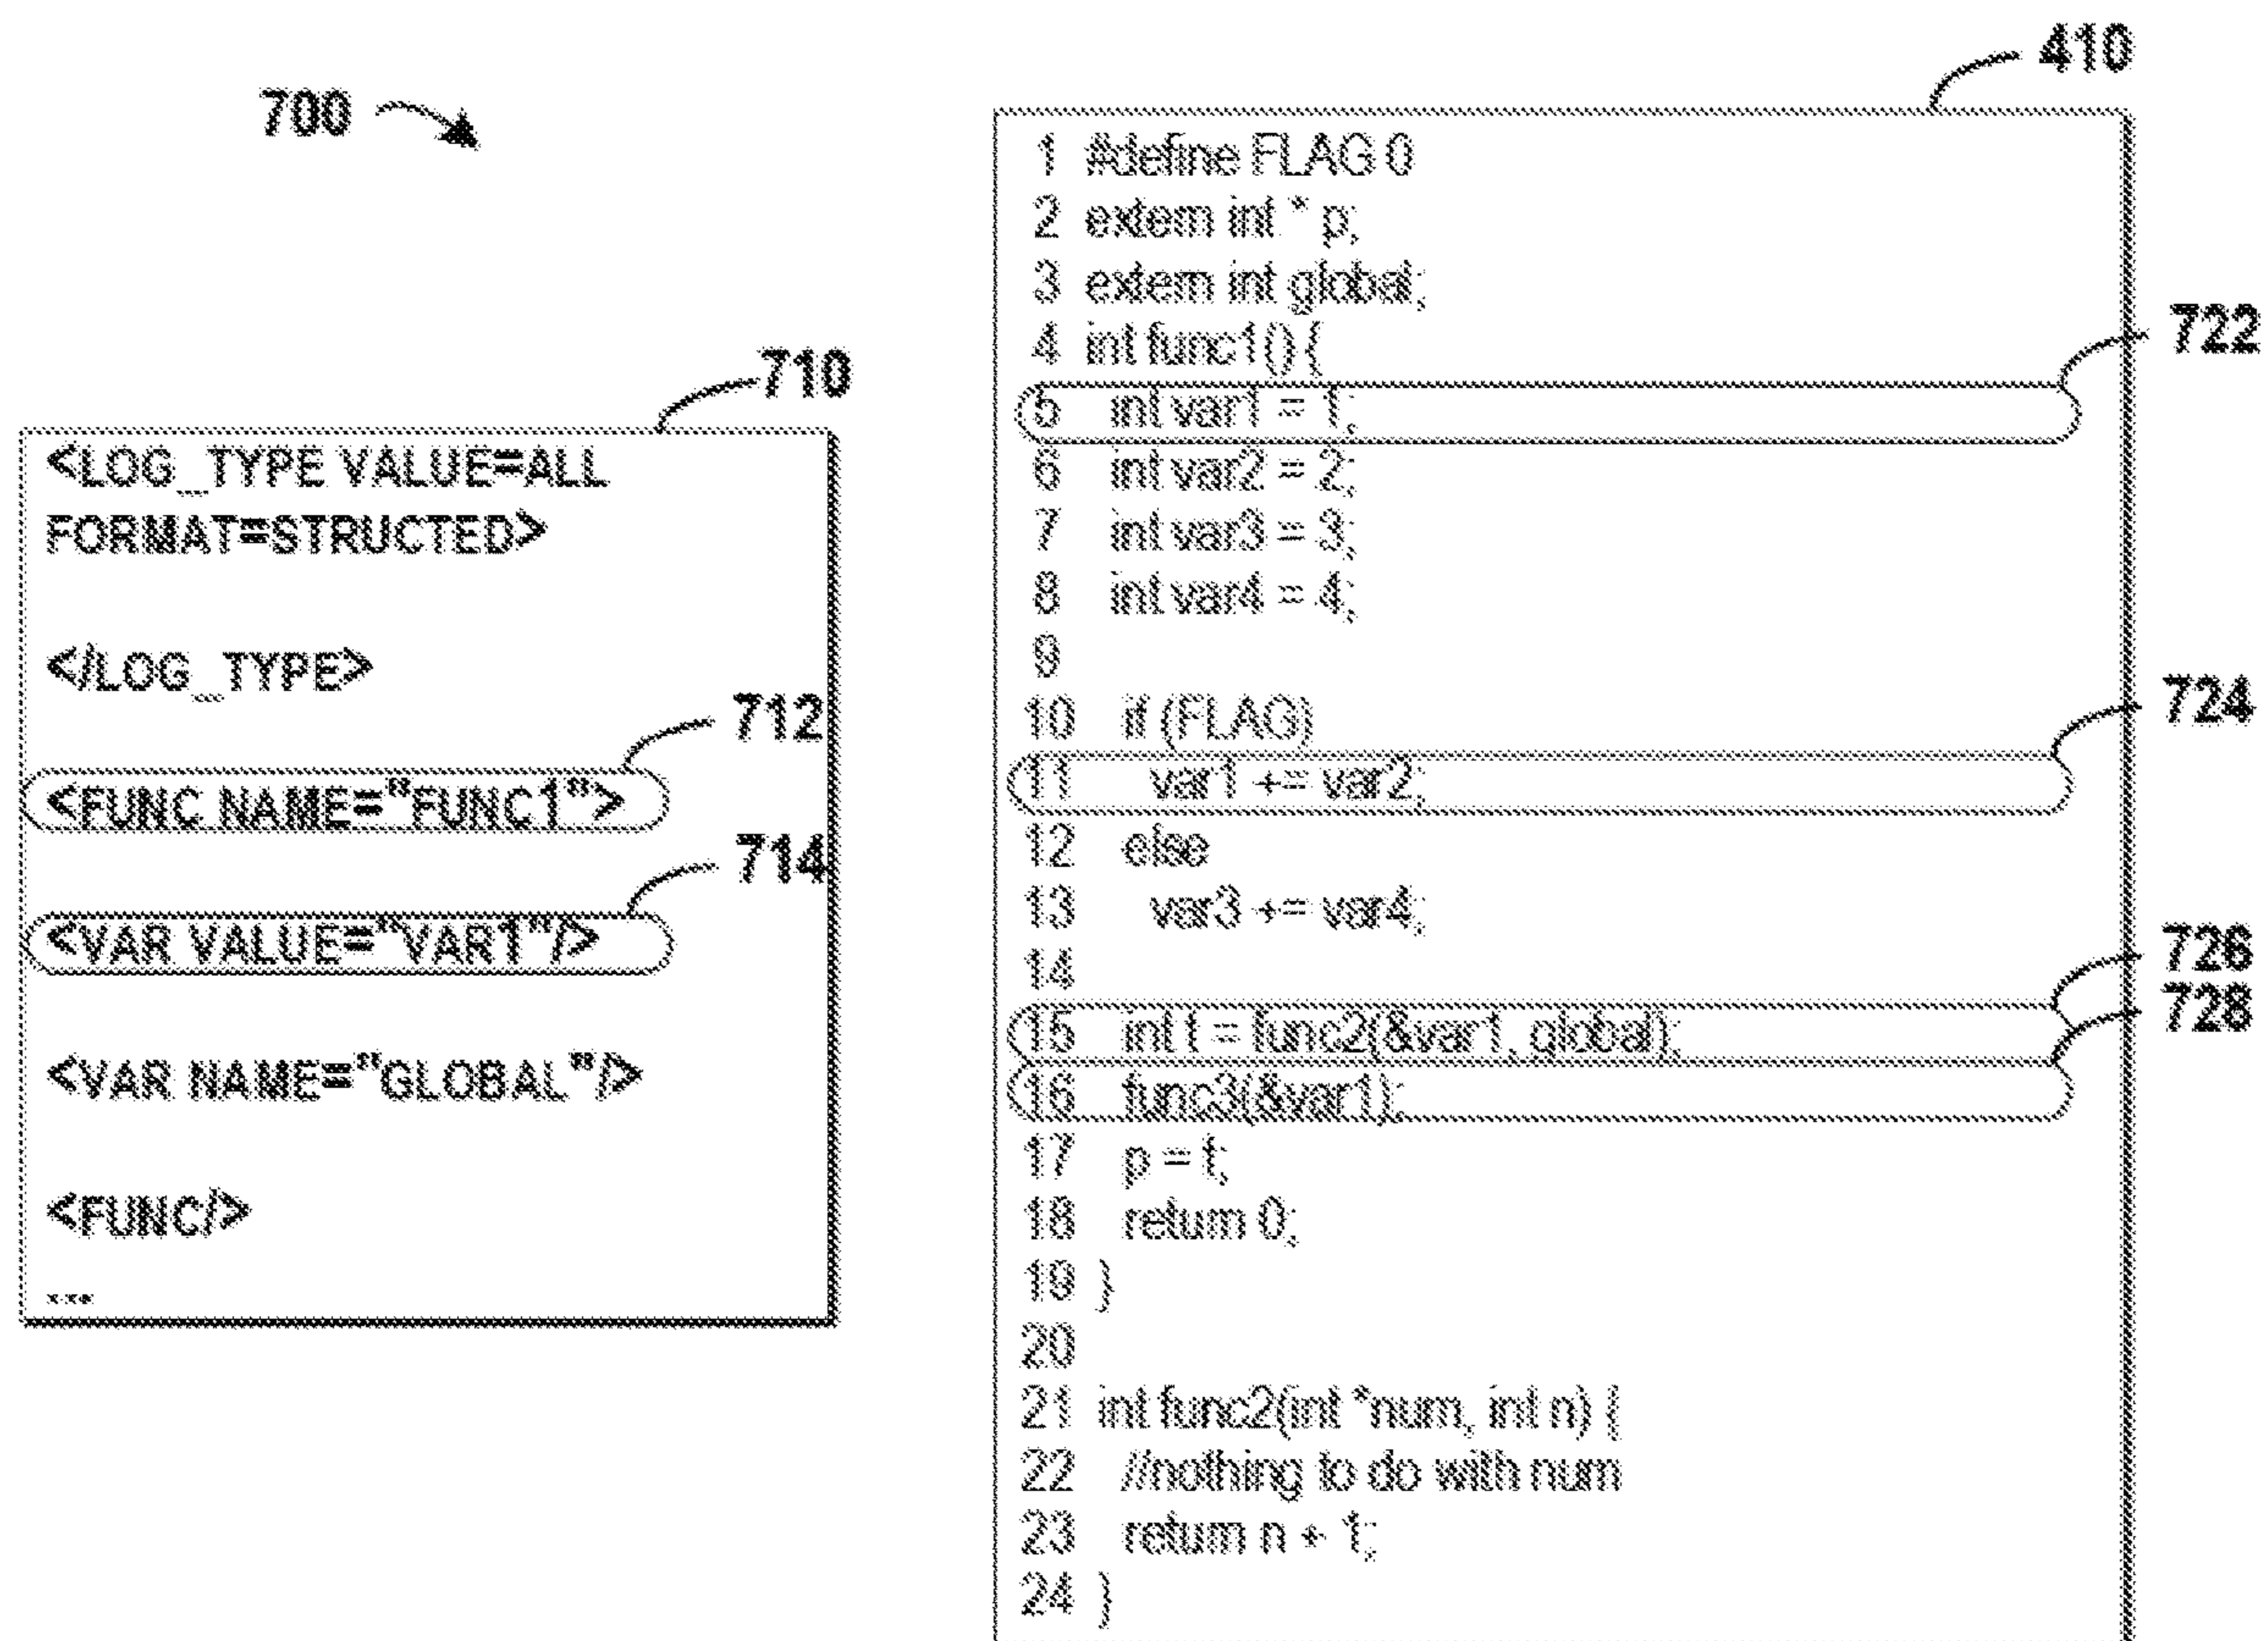 700
710
<LOG_TYPE VALUE=ALL
FORMAT=STRUCTED>
</LOG_TYPE>
712
<FUNC NAME="FUNC1">
714
<VAR VALUE="VAR1"/>
<VAR NAME="GLOBAL"/>
<FUNC/>
...
410
1 #define FLAG 0
2 extern int * p;
3 extern int global;
4 int func1() {
722
5 int var1 = 1;
6 int var2 = 2;
7 int var3 = 3;
8 int var4 = 4;
9
10 if (FLAG)
724
11 var1 += var2;
12 else
13 var3 += var4;
14
726
728
15 int t = func2(&var1, global);
16 func3(&var1);
17 p = t;
18 return 0;
19 }
20
21 int func2(int *num, int n) {
22 //nothing to do with num
23 return n + 1;
24 }